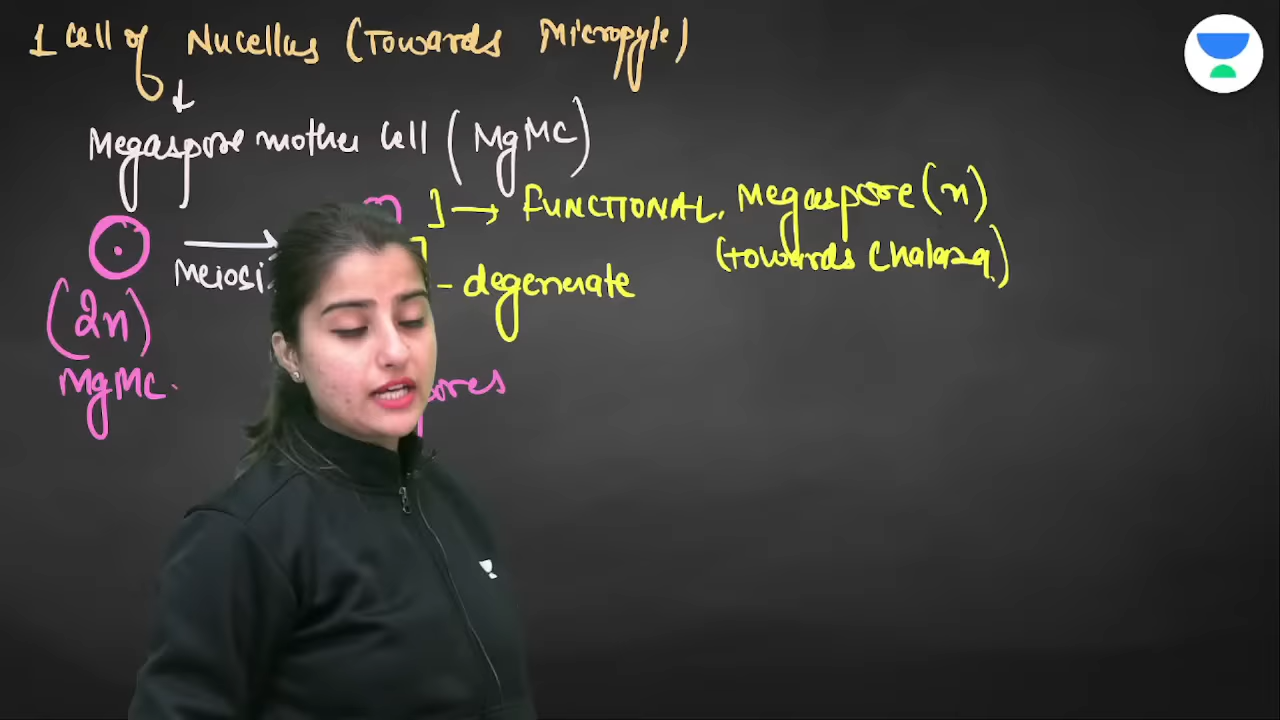 1 Cell of Nucellus (Towards Micropyle)
↓
Megaspore mother Cell (MgMC)
] → FUNCTIONAL, Megaspore (n)
(towards Chalaza)
Meiosi
] - degenerate
(2n)
MgMC.
ores